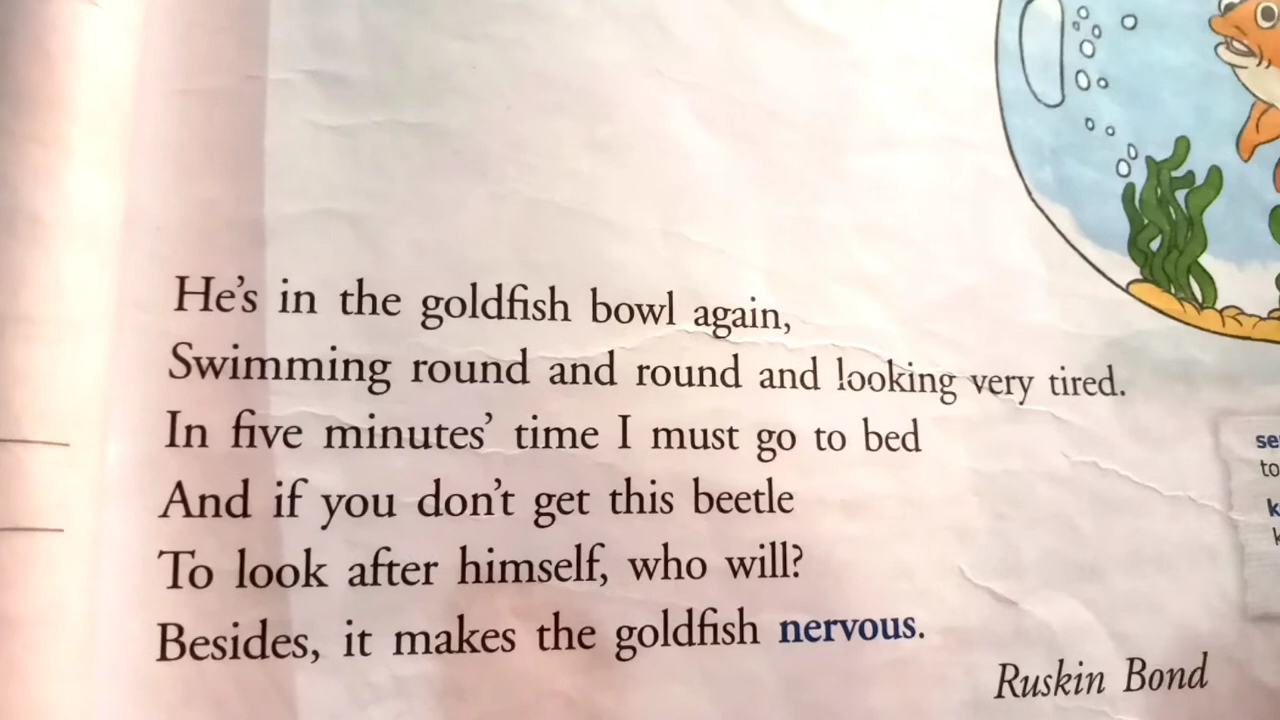 He's in the goldfish bowl again,
Swimming round and round and looking very tired.
In five minutes' time I must go to bed
And if you don't get this beetle
To look after himself, who will?
Besides, it makes the goldfish nervous.
Ruskin Bond
to